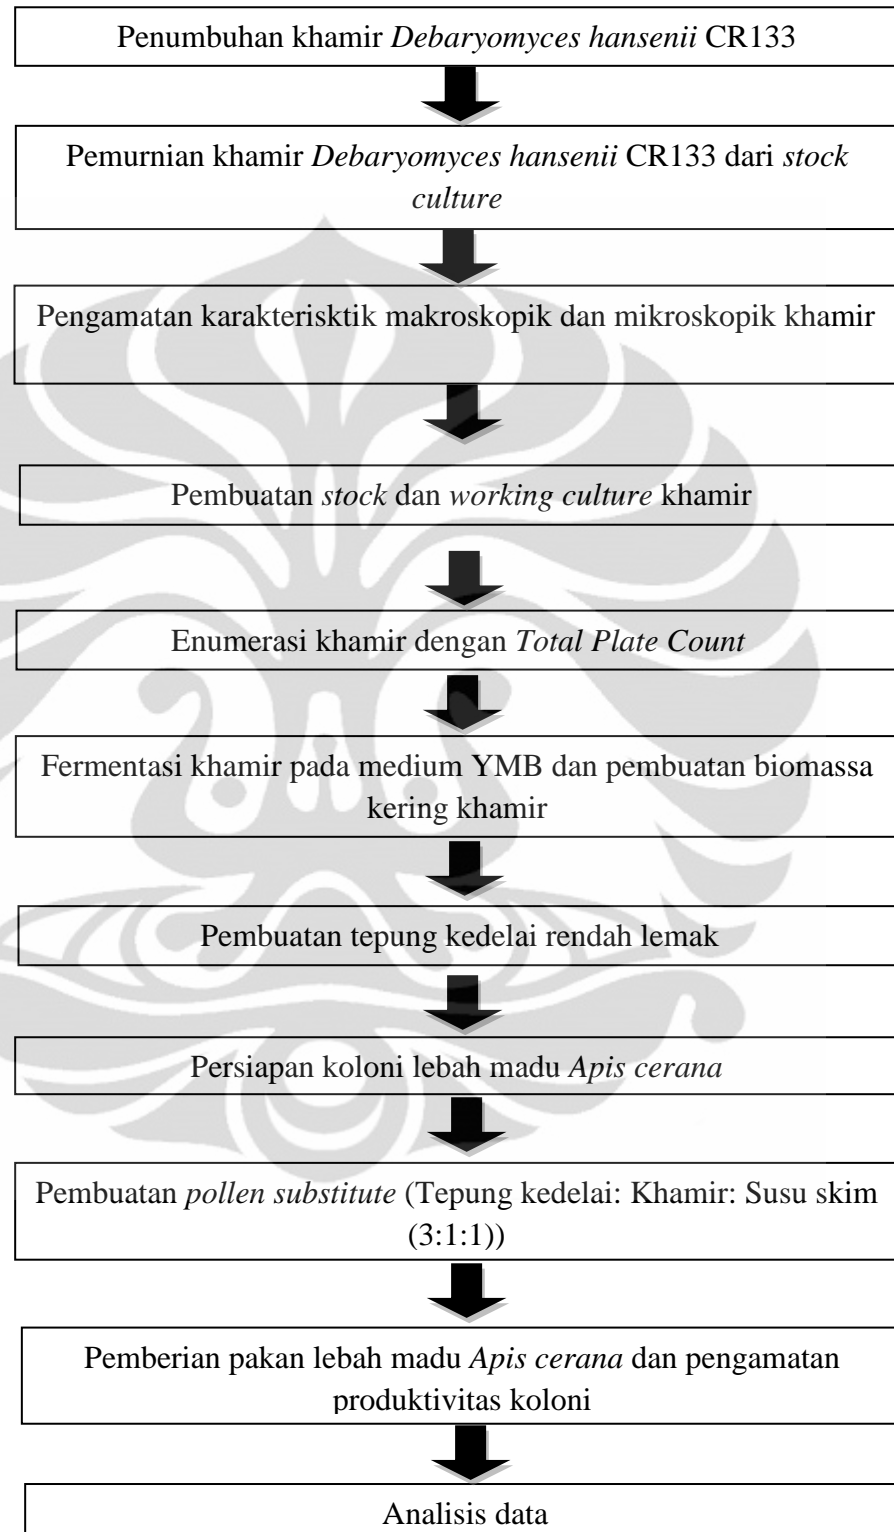 Penumbuhan khamir Debaryomyces hansenii CR133
Pemurnian khamir Debaryomyces hansenii CR133 dari stock
culture
Pengamatan karakterisktik makroskopik dan mikroskopik khamir
Pembuatan stock dan working culture khamir
Enumerasi khamir dengan Total Plate Count
Fermentasi khamir pada medium YMB dan pembuatan biomassa
kering khamir
Pembuatan tepung kedelai rendah lemak
Persiapan koloni lebah madu Apis cerana
Pembuatan pollen substitute (Tepung kedelai: Khamir: Susu skim
(3:1:1))
Pemberian pakan lebah madu Apis cerana dan pengamatan
produktivitas koloni
Analisis data